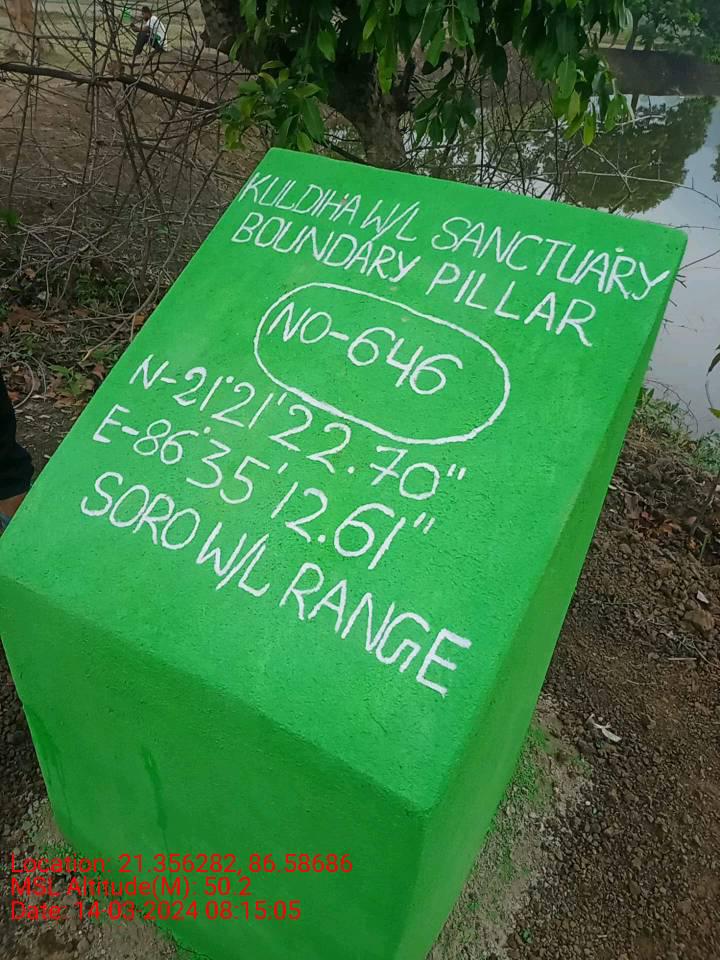 KULDIHA W/L SANCTUARY
BOUNDARY PILLAR
NO-646
N-21°21'22.70"
E-86°35'12.61"
SORO W/L RANGE
Location: 21.356282, 86.58686
MSL Altitude(M): 50.2
Date: 14-03-2024 08:15:05